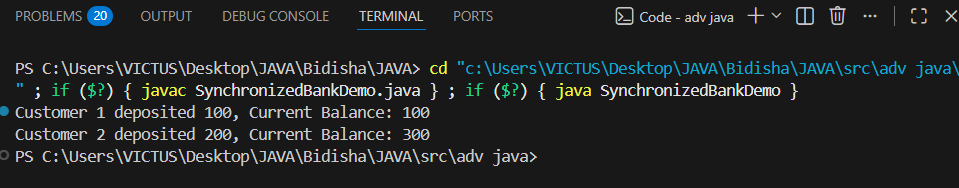 PROBLEMS 20 OUTPUT DEBUG CONSOLE TERMINAL PORTS Code - adv java
PS C:\Users\VICTUS\Desktop\JAVA\Bidisha\JAVA> cd "c:\Users\VICTUS\Desktop\JAVA\Bidisha\JAVA\src\adv java\
" ; if ($?) { javac SynchronizedBankDemo.java } ; if ($?) { java SynchronizedBankDemo }
Customer 1 deposited 100, Current Balance: 100
Customer 2 deposited 200, Current Balance: 300
PS C:\Users\VICTUS\Desktop\JAVA\Bidisha\JAVA\src\adv java>